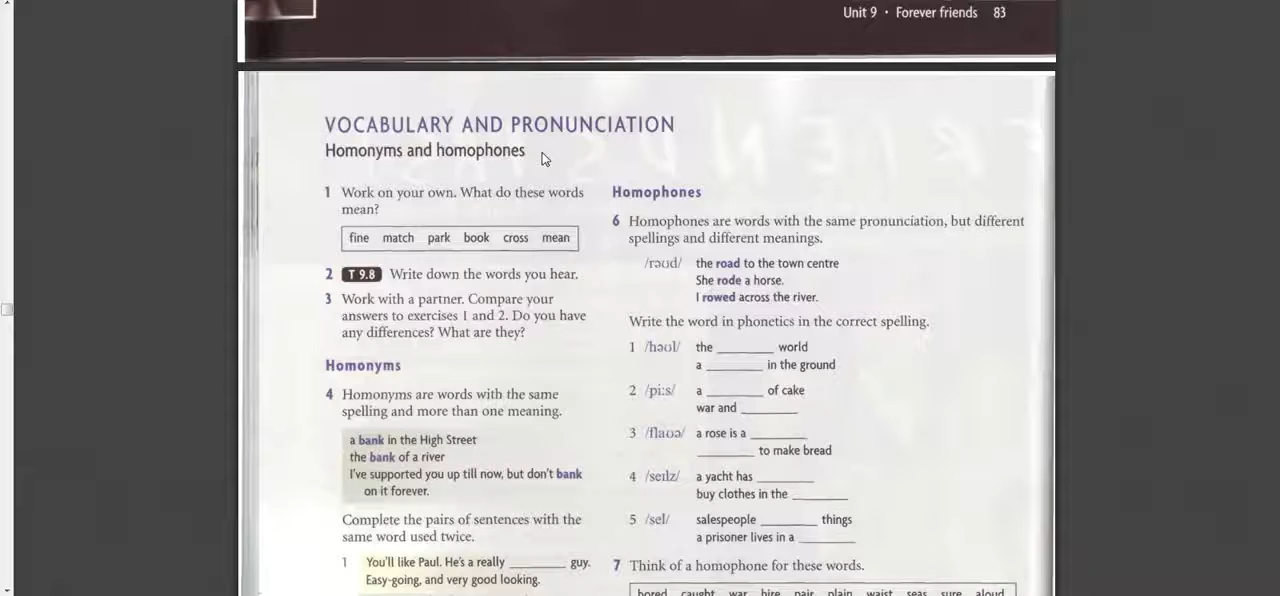 Unit 9 · Forever friends 83
VOCABULARY AND PRONUNCIATION
Homonyms and homophones
1 Work on your own. What do these words
mean?
fine match park book cross mean
2 T 9.8 Write down the words you hear.
3 Work with a partner. Compare your
answers to exercises 1 and 2. Do you have
any differences? What are they?
Homonyms
4 Homonyms are words with the same
spelling and more than one meaning.
a bank in the High Street
the bank of a river
I've supported you up till now, but don't bank
on it forever.
Complete the pairs of sentences with the
same word used twice.
1 You'll like Paul. He's a really ________ guy.
Easy-going, and very good looking.
Homophones
6 Homophones are words with the same pronunciation, but different
spellings and different meanings.
/rəʊd/ the road to the town centre
She rode a horse.
I rowed across the river.
Write the word in phonetics in the correct spelling.
1 /həʊl/ the ________ world
a ________ in the ground
2 /piːs/ a ________ of cake
war and ________
3 /flaʊə/ a rose is a ________
________ to make bread
4 /seɪlz/ a yacht has ________
buy clothes in the ________
5 /sel/ salespeople ________ things
a prisoner lives in a ________
7 Think of a homophone for these words.
bored caught war hire pair plain waist seas sure aloud